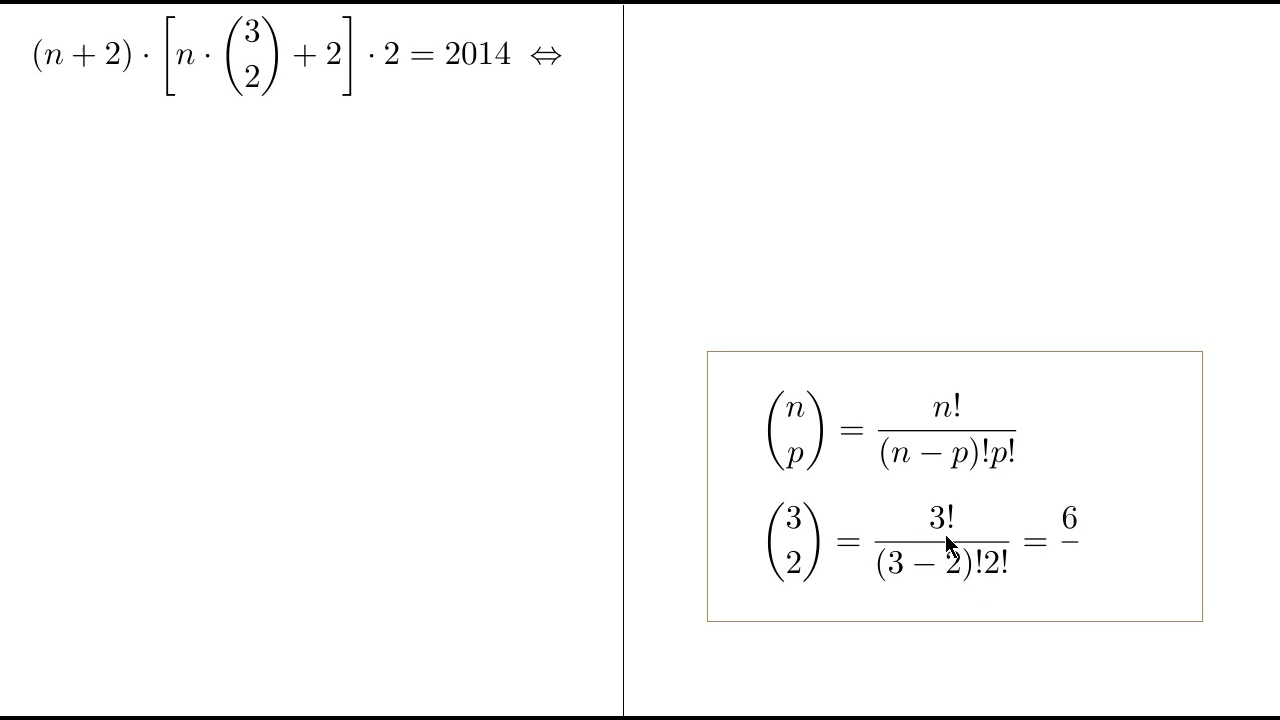 (n + 2) · [n · (3 2) + 2] · 2 = 2014 ⇔
(n p) = n! / (n − p)!p!
(3 2) = 3! / (3 − 2)!2! = 6 /